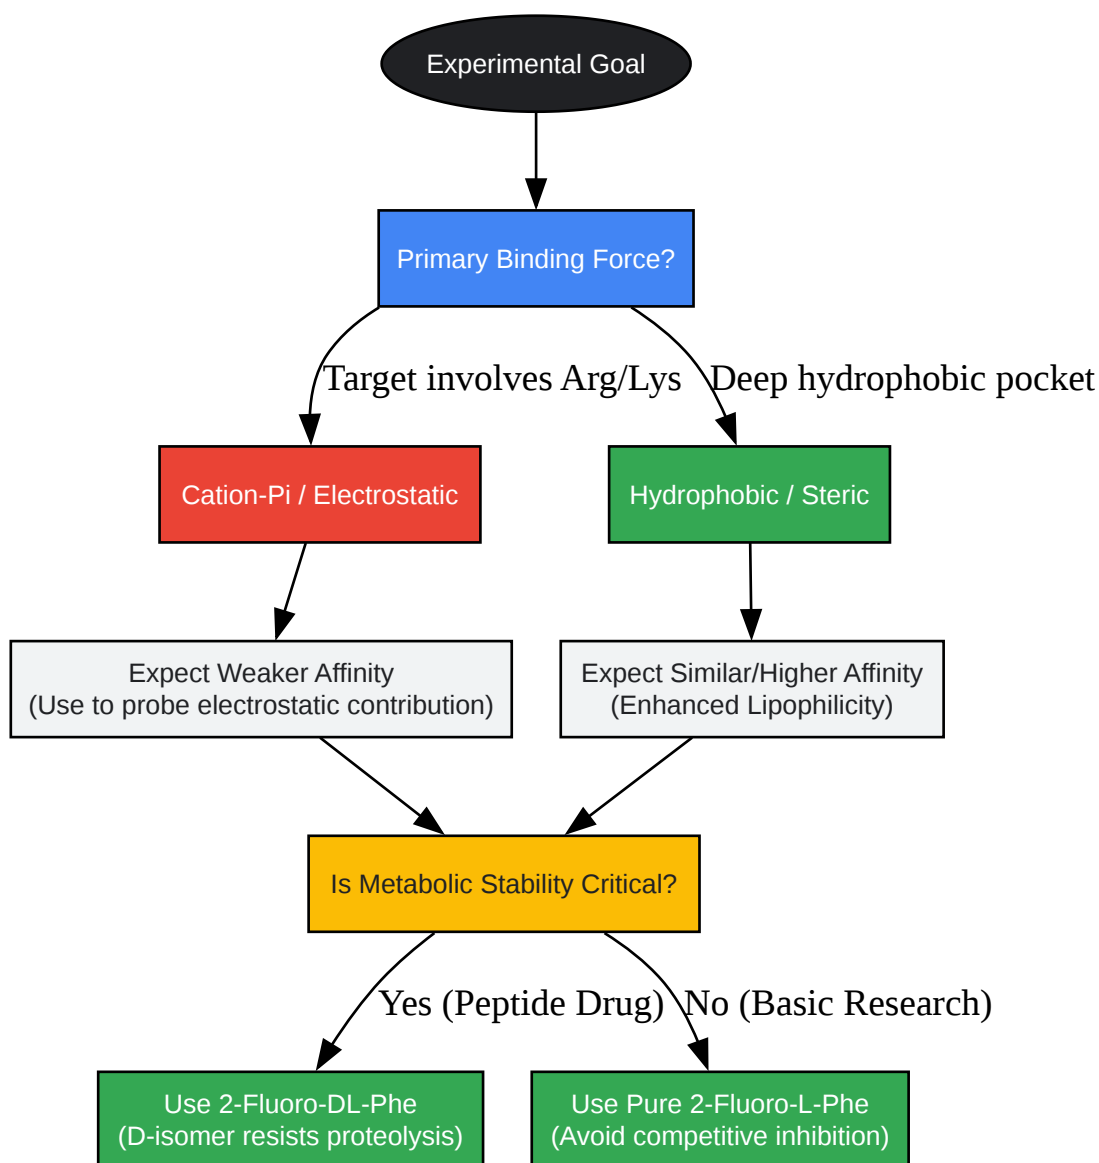 Experimental Goal
Primary Binding Force?
Target involves Arg/Lys
Deep hydrophobic pocket
Cation-Pi / Electrostatic
Hydrophobic / Steric
Expect Weaker Affinity
(Use to probe electrostatic contribution)
Expect Similar/Higher Affinity
(Enhanced Lipophilicity)
Is Metabolic Stability Critical?
Yes (Peptide Drug)
No (Basic Research)
Use 2-Fluoro-DL-Phe
(D-isomer resists proteolysis)
Use Pure 2-Fluoro-L-Phe
(Avoid competitive inhibition)